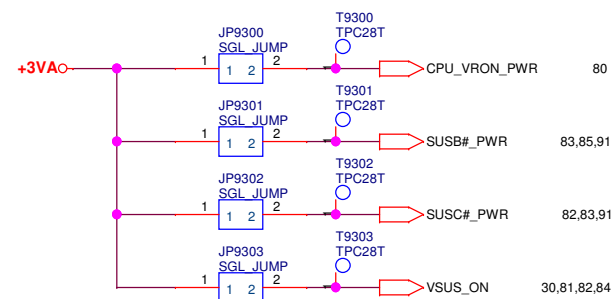 T9300
JP9300 TPC28T
SGL_JUMP
+3VA 1 1 2 2 CPU_VRON_PWR 80
T9301
JP9301 TPC28T
SGL_JUMP
1 1 2 2 SUSB#_PWR 83,85,91
T9302
JP9302 TPC28T
SGL_JUMP
1 1 2 2 SUSC#_PWR 82,83,91
T9303
JP9303 TPC28T
SGL_JUMP
1 1 2 2 VSUS_ON 30,81,82,84